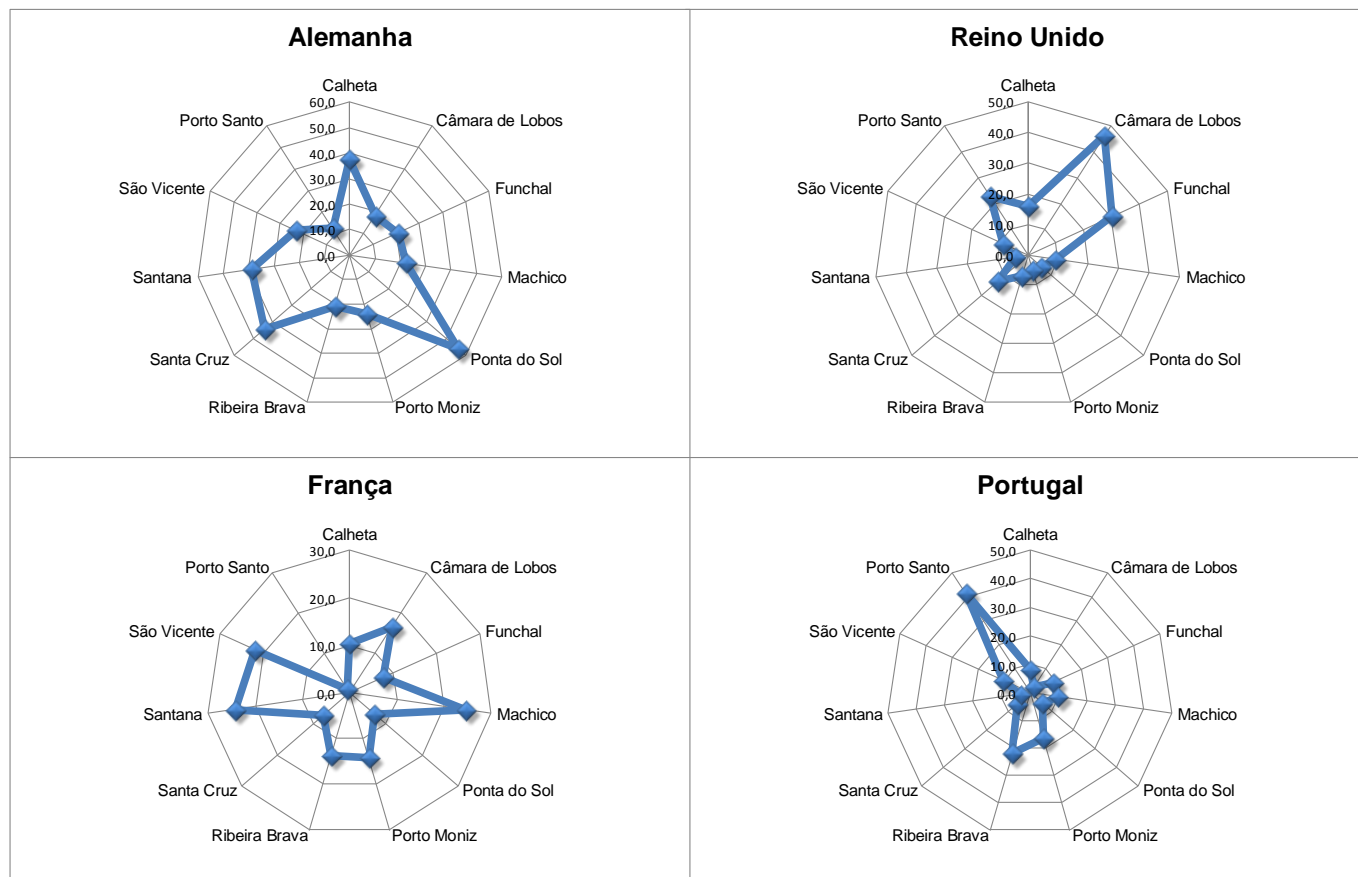 Alemanha
Calheta
60,0
Porto Santo
Câmara de Lobos
50,0
40,0
São Vicente
Funchal
30,0
20,0
10,0
0,0
Santana
Machico
Santa Cruz
Ponta do Sol
Ribeira Brava
Porto Moniz
Reino Unido
Calheta
50,0
Porto Santo
Câmara de Lobos
40,0
30,0
São Vicente
Funchal
20,0
10,0
0,0
Santana
Machico
Santa Cruz
Ponta do Sol
Ribeira Brava
Porto Moniz
França
Calheta
30,0
Porto Santo
Câmara de Lobos
20,0
São Vicente
Funchal
10,0
0,0
Santana
Machico
Santa Cruz
Ponta do Sol
Ribeira Brava
Porto Moniz
Portugal
Calheta
50,0
Porto Santo
Câmara de Lobos
40,0
30,0
São Vicente
Funchal
20,0
10,0
0,0
Santana
Machico
Santa Cruz
Ponta do Sol
Ribeira Brava
Porto Moniz